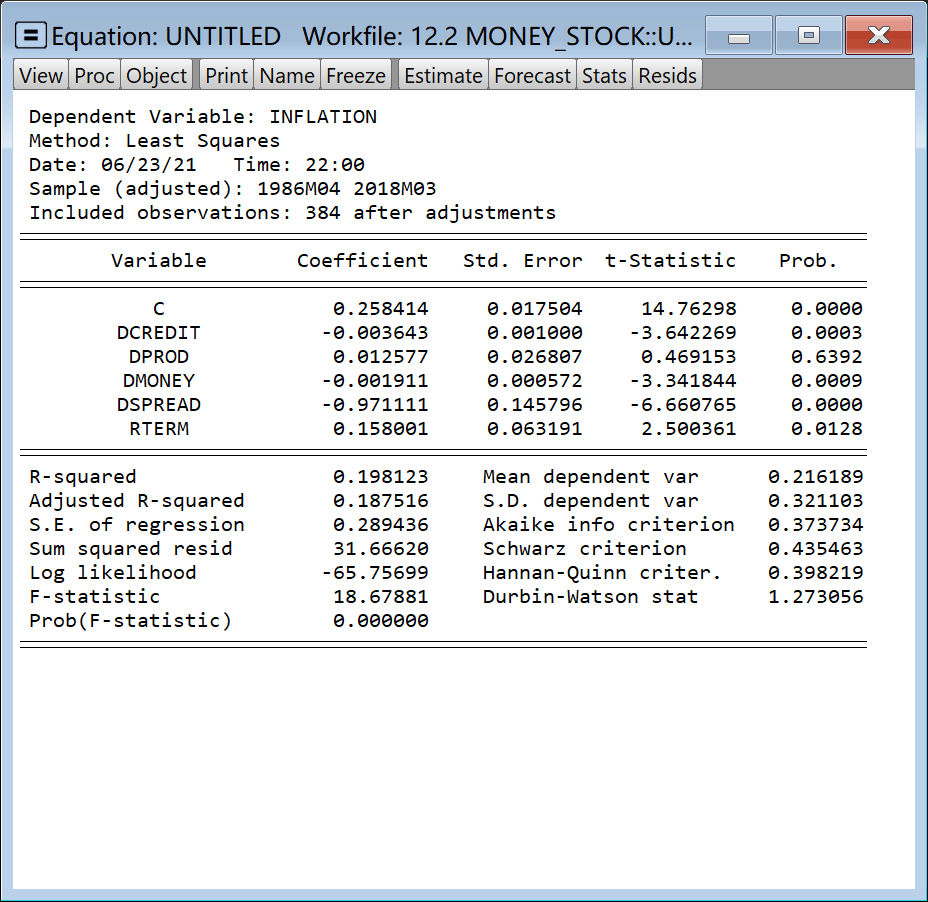 Equation: UNTITLED   Workfile: 12.2 MONEY_STOCK::U...
View Proc Object Print Name Freeze Estimate Forecast Stats Resids
Dependent Variable: INFLATION
Method: Least Squares
Date: 06/23/21   Time: 22:00
Sample (adjusted): 1986M04 2018M03
Included observations: 384 after adjustments
Variable Coefficient Std. Error t-Statistic Prob.
C 0.258414 0.017504 14.76298 0.0000
DCREDIT -0.003643 0.001000 -3.642269 0.0003
DPROD 0.012577 0.026807 0.469153 0.6392
DMONEY -0.001911 0.000572 -3.341844 0.0009
DSPREAD -0.971111 0.145796 -6.660765 0.0000
RTERM 0.158001 0.063191 2.500361 0.0128
R-squared 0.198123 Mean dependent var 0.216189
Adjusted R-squared 0.187516 S.D. dependent var 0.321103
S.E. of regression 0.289436 Akaike info criterion 0.373734
Sum squared resid 31.66620 Schwarz criterion 0.435463
Log likelihood -65.75699 Hannan-Quinn criter. 0.398219
F-statistic 18.67881 Durbin-Watson stat 1.273056
Prob(F-statistic) 0.000000